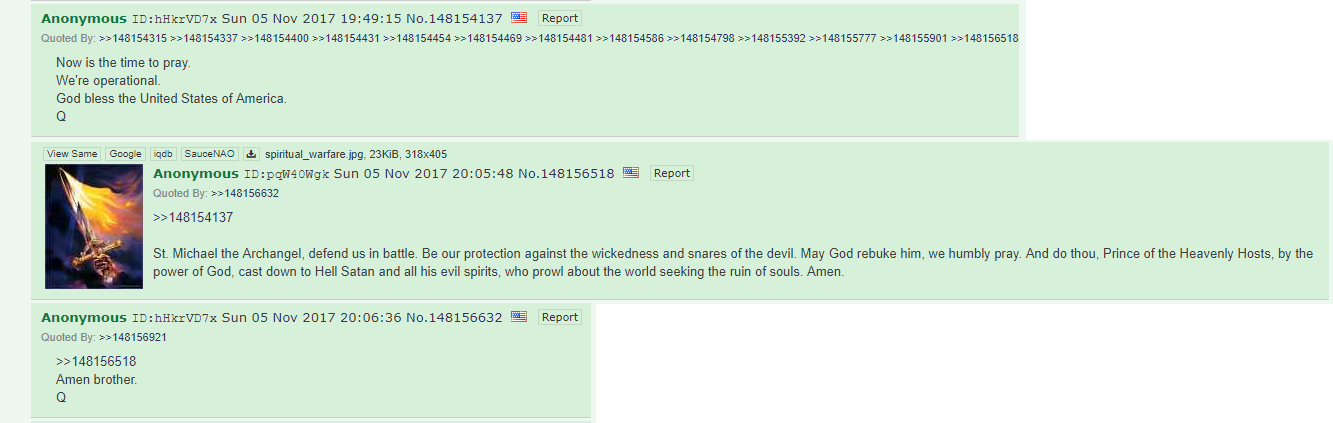 Anonymous ID:hHkrVD7x Sun 05 Nov 2017 19:49:15 No.148154137 Report
Quoted By: >>148154315 >>148154337 >>148154400 >>148154431 >>148154454 >>148154469 >>148154481 >>148154586 >>148154798 >>148155392 >>148155777 >>148155901 >>148156518
Now is the time to pray.
We're operational.
God bless the United States of America.
Q
View Same Google iqdb SauceNAO spiritual_warfare.jpg, 23KiB, 318x405
Anonymous ID:pqW40Wgk Sun 05 Nov 2017 20:05:48 No.148156518 Report
Quoted By: >>148156632
>>148154137
St. Michael the Archangel, defend us in battle. Be our protection against the wickedness and snares of the devil. May God rebuke him, we humbly pray. And do thou, Prince of the Heavenly Hosts, by the
power of God, cast down to Hell Satan and all his evil spirits, who prowl about the world seeking the ruin of souls. Amen.
Anonymous ID:hHkrVD7x Sun 05 Nov 2017 20:06:36 No.148156632 Report
Quoted By: >>148156921
>>148156518
Amen brother.
Q